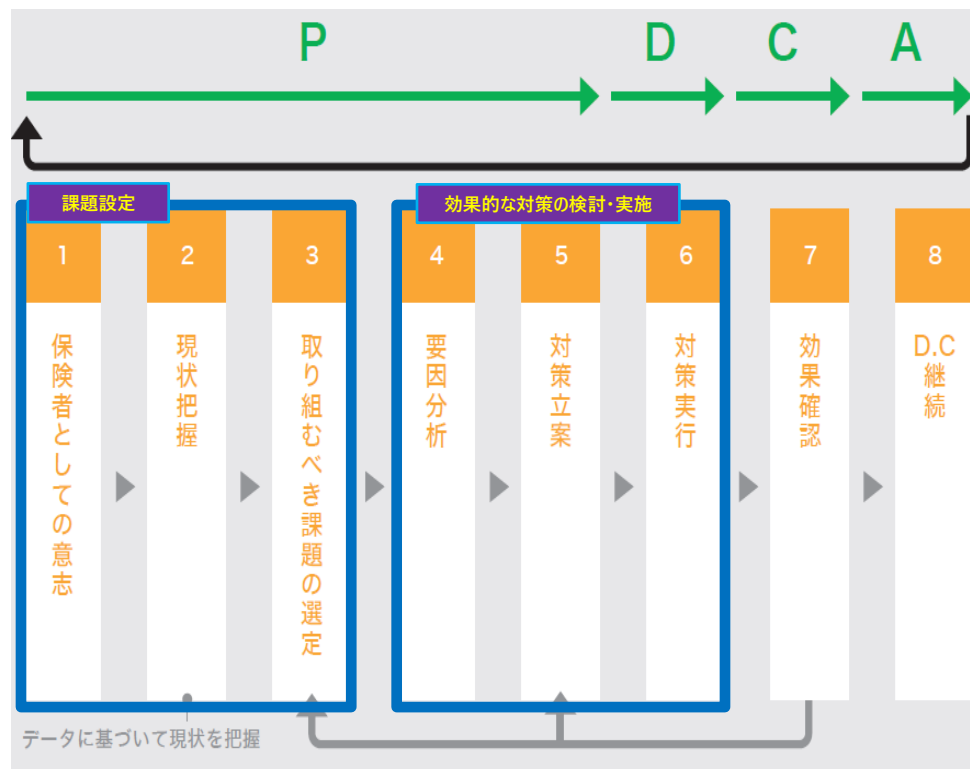 P
D
C
A
課題設定
効果的な対策の検討・実施
1
2
3
4
5
6
7
8
保険者としての意志
現状把握
取り組むべき課題の選定
要因分析
対策立案
対策実行
効果確認
D.C
継続
データに基づいて現状を把握